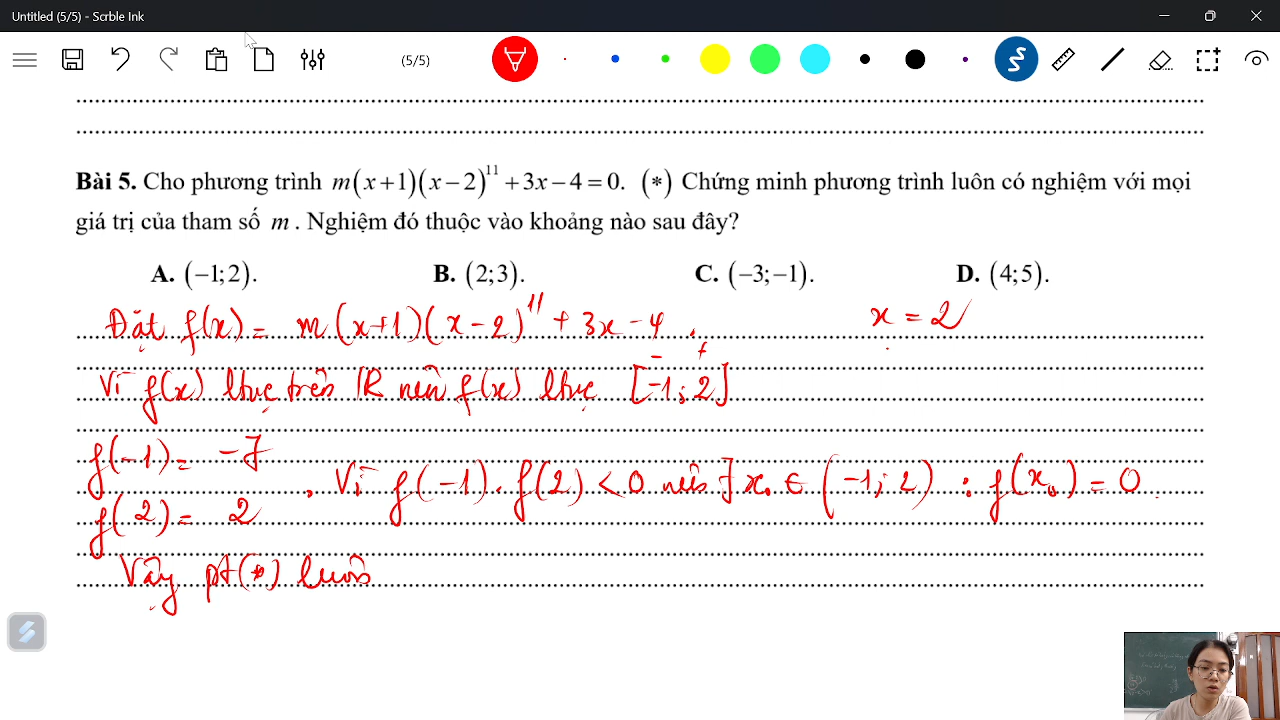 Untitled (5/5) - Scrble Ink
(5/5)
Bài 5. Cho phương trình m(x+1)(x−2)¹¹+3x−4=0. (*) Chứng minh phương trình luôn có nghiệm với mọi
giá trị của tham số m . Nghiệm đó thuộc vào khoảng nào sau đây?
A. (−1;2). B. (2;3). C. (−3;−1). D. (4;5).
Đặt f(x) = m(x+1)(x−2)¹¹ + 3x − 4 . x = 2
− +
Vì f(x) ltục trên ℝ nên f(x) ltục [−1; 2]
f(−1) = −7
. Vì f(−1). f(2) < 0 nên ∃ x₀ ∈ (−1; 2) : f(x₀) = 0 .
f(2) = 2
Vậy pt(*) luôn